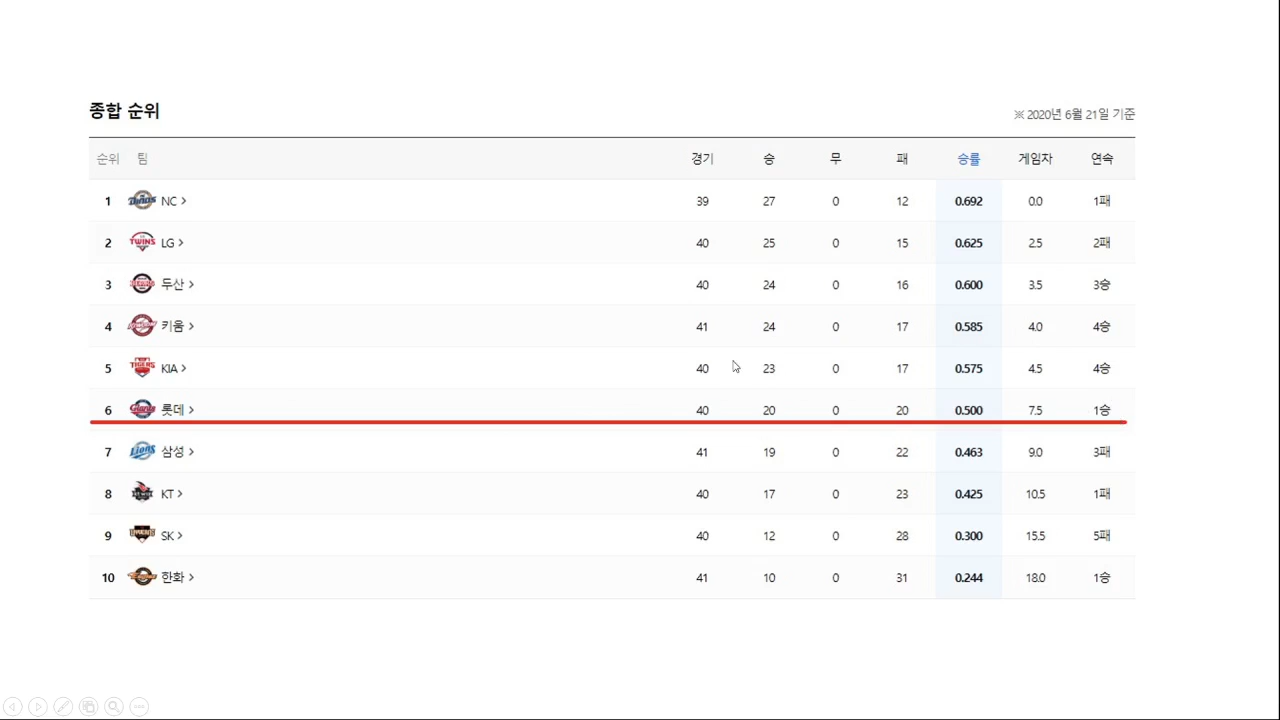 종합 순위
※ 2020년 6월 21일 기준
순위 팀 경기 승 무 패 승률 게임차 연속
1 NC > 39 27 0 12 0.692 0.0 1패
2 TWINS LG > 40 25 0 15 0.625 2.5 2패
3 두산 > 40 24 0 16 0.600 3.5 3승
4 키움 > 41 24 0 17 0.585 4.0 4승
5 TIGERS KIA > 40 23 0 17 0.575 4.5 4승
6 Giants 롯데 > 40 20 0 20 0.500 7.5 1승
7 Lions 삼성 > 41 19 0 22 0.463 9.0 3패
8 KT > 40 17 0 23 0.425 10.5 1패
9 SK > 40 12 0 28 0.300 15.5 5패
10 한화 > 41 10 0 31 0.244 18.0 1승